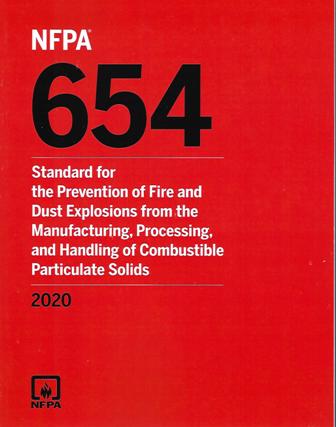 NFPA®
654
Standard for
the Prevention of Fire and
Dust Explosions from the
Manufacturing, Processing,
and Handling of Combustible
Particulate Solids
2020
NFPA